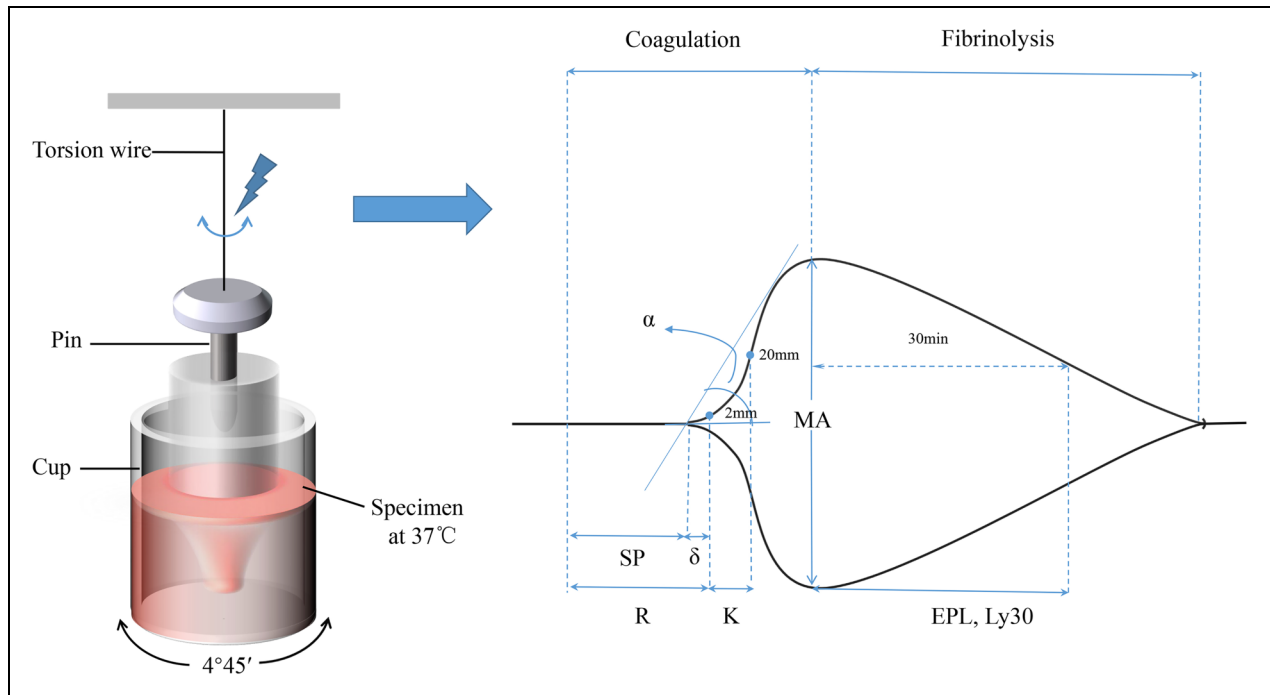 Coagulation
Fibrinolysis
Torsion wire
Pin
Cup
Specimen
at 37℃
4°45′
α
20mm
2mm
30min
MA
SP
δ
R
K
EPL, Ly30